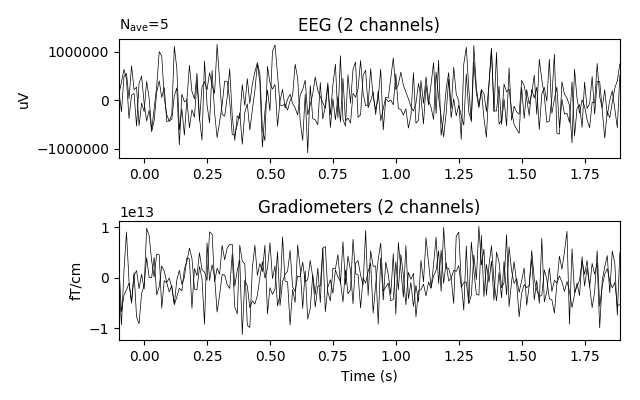 N_ave=5
EEG (2 channels)
1000000
0
−1000000
uV
0.00 0.25 0.50 0.75 1.00 1.25 1.50 1.75
1e13
Gradiometers (2 channels)
1
0
−1
fT/cm
0.00 0.25 0.50 0.75 1.00 1.25 1.50 1.75
Time (s)